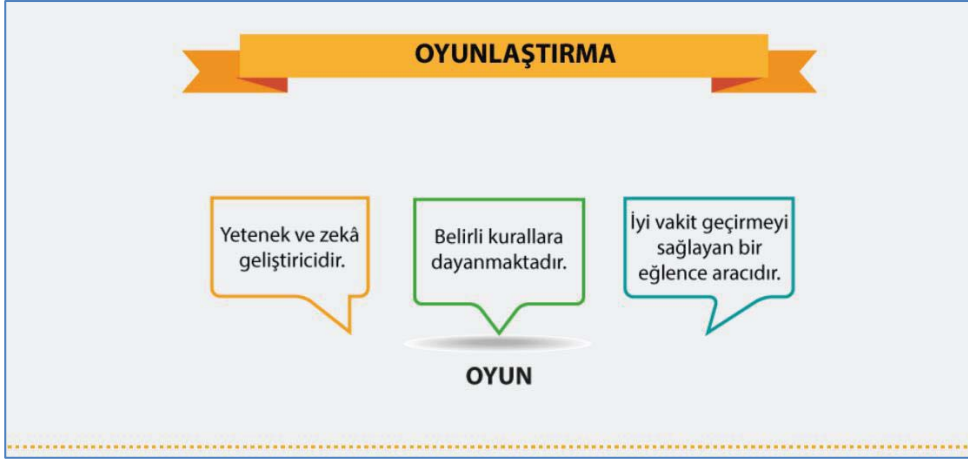 OYUNLAŞTIRMA
Yetenek ve zekâ
geliştiricidir.
Belirli kurallara
dayanmaktadır.
İyi vakit geçirmeyi
sağlayan bir
eğlence aracıdır.
OYUN